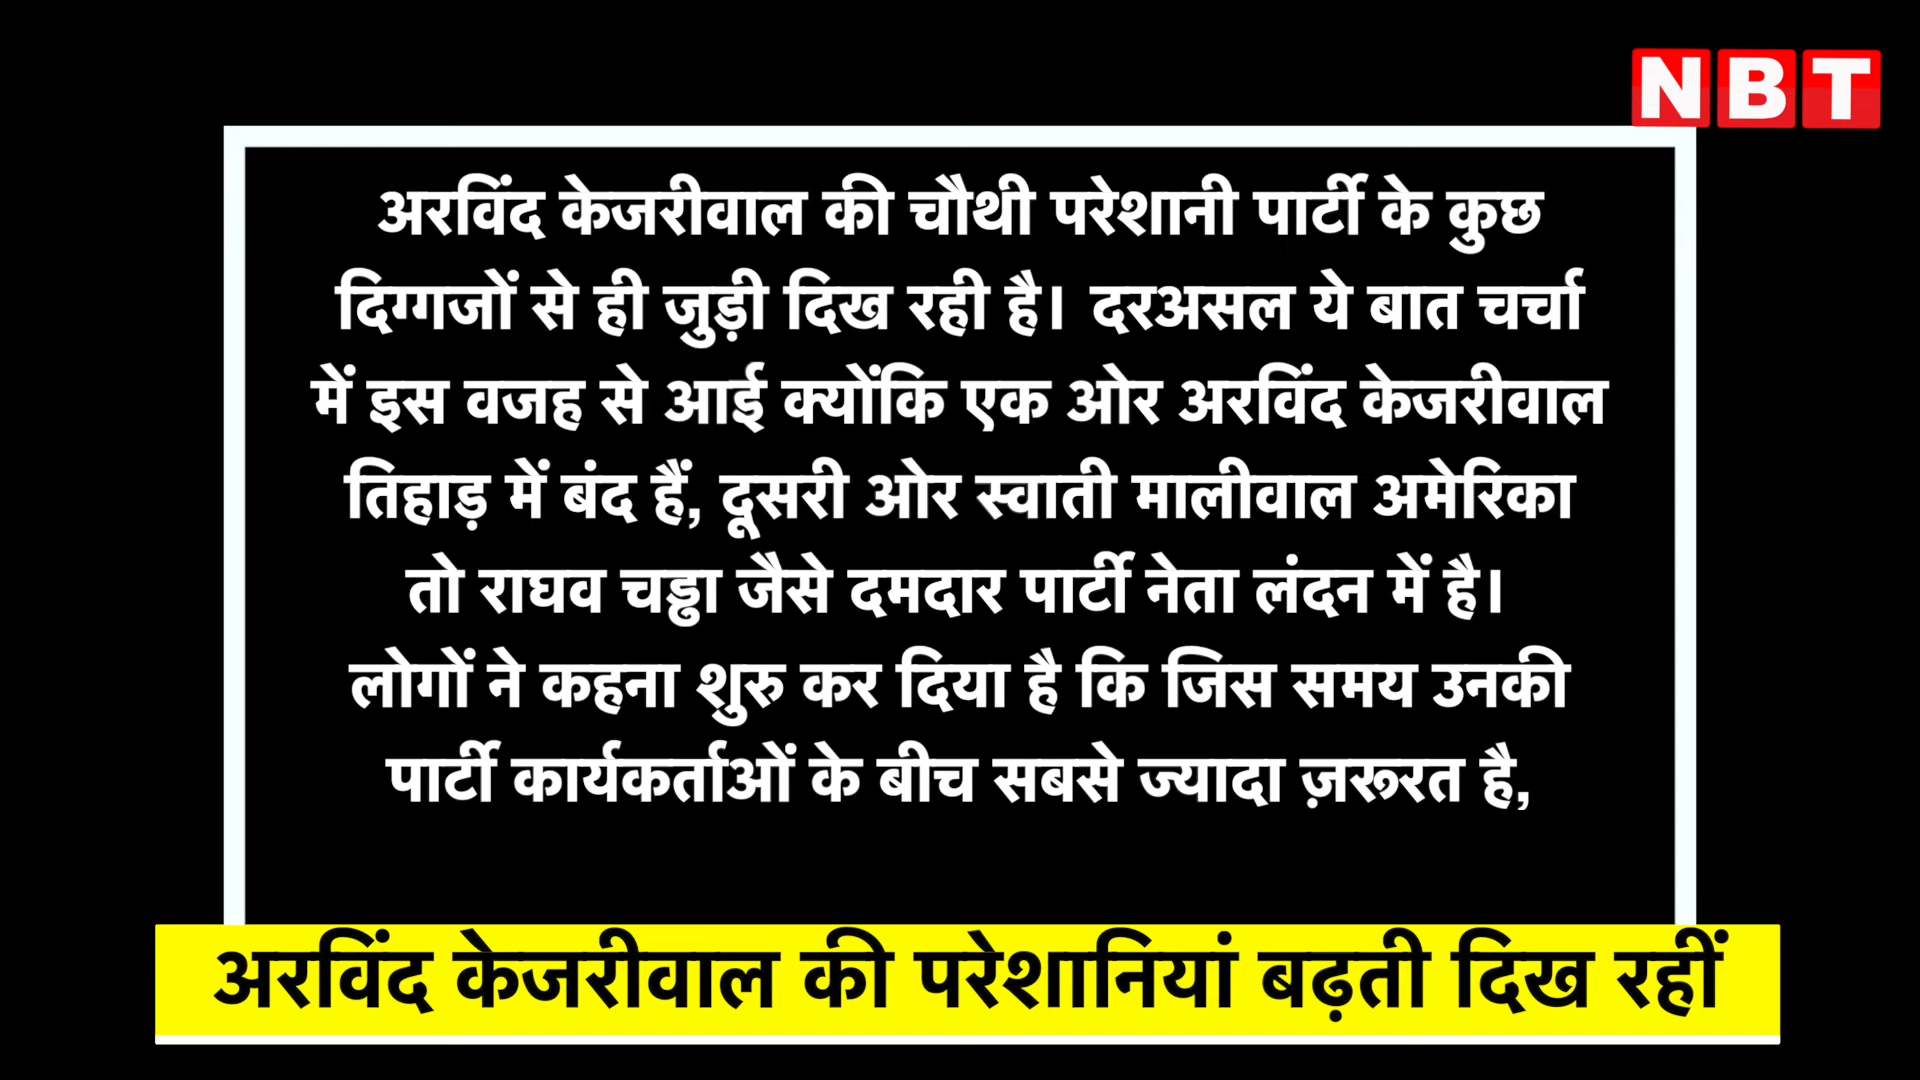 NBT
अरविंद केजरीवाल की चौथी परेशानी पार्टी के कुछ
दिग्गजों से ही जुड़ी दिख रही है। दरअसल ये बात चर्चा
में इस वजह से आई क्योंकि एक ओर अरविंद केजरीवाल
तिहाड़ में बंद हैं, दूसरी ओर स्वाती मालीवाल अमेरिका
तो राघव चड्ढा जैसे दमदार पार्टी नेता लंदन में है।
लोगों ने कहना शुरु कर दिया है कि जिस समय उनकी
पार्टी कार्यकर्ताओं के बीच सबसे ज्यादा ज़रूरत है,
अरविंद केजरीवाल की परेशानियां बढ़ती दिख रहीं